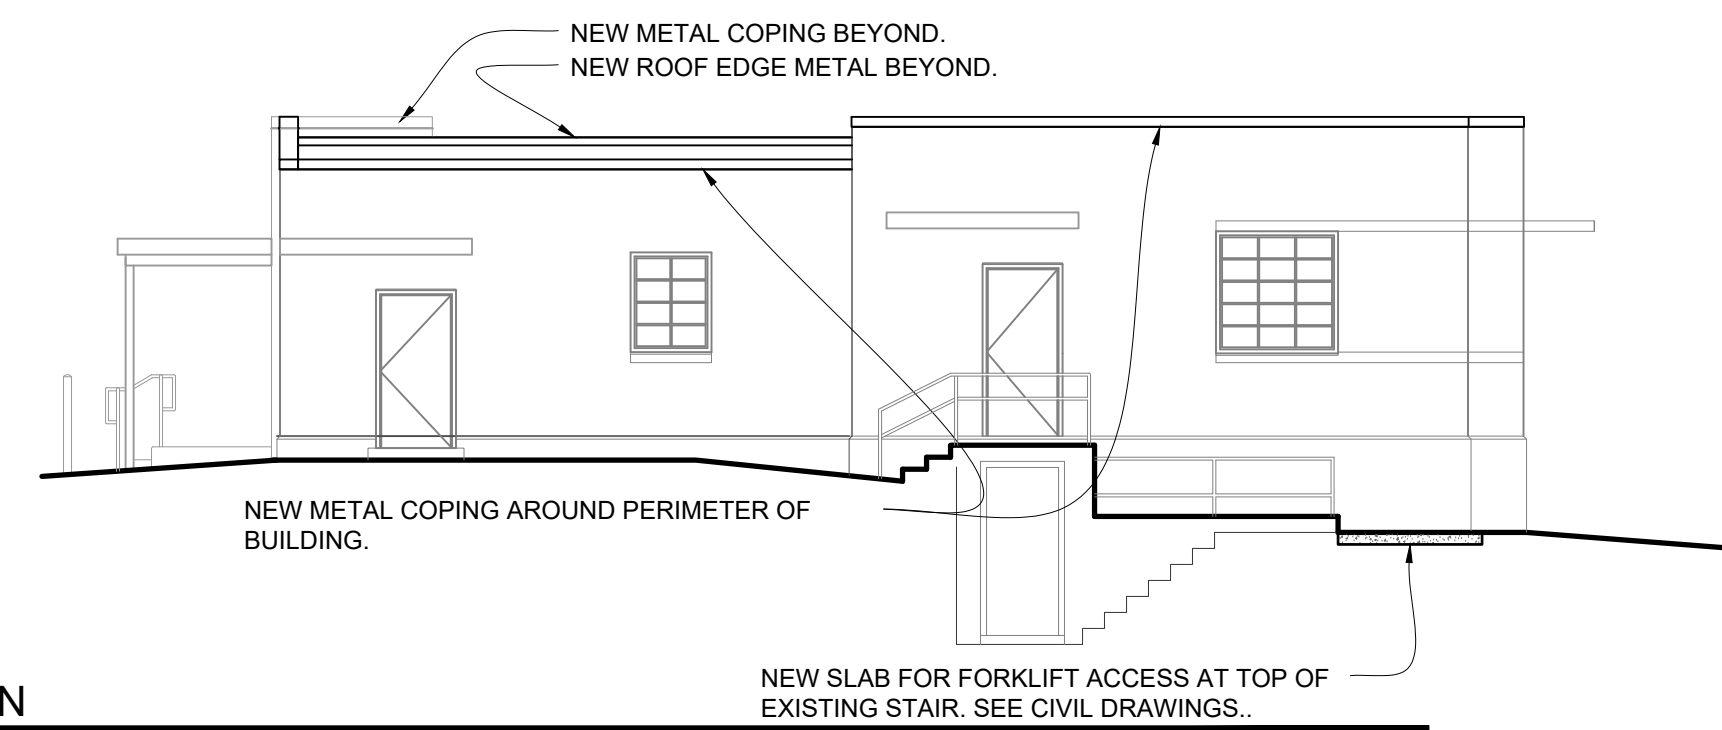 NEW METAL COPING BEYOND.
NEW ROOF EDGE METAL BEYOND.
NEW METAL COPING AROUND PERIMETER OF
BUILDING.
NEW SLAB FOR FORKLIFT ACCESS AT TOP OF
EXISTING STAIR. SEE CIVIL DRAWINGS..
N